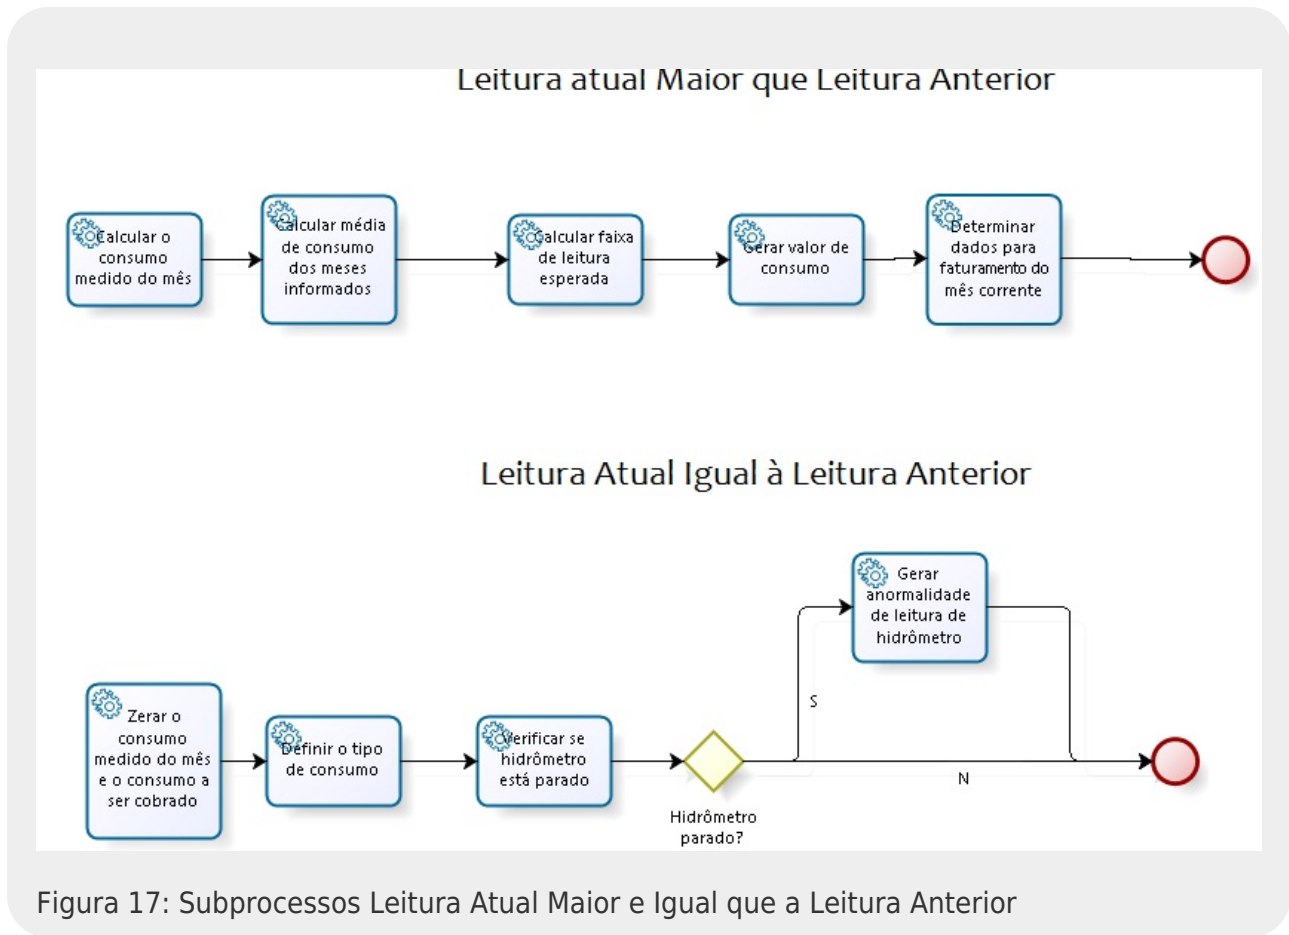 Leitura atual Maior que Leitura Anterior
Calcular o
consumo
medido do mês
Calcular média
de consumo
dos meses
informados
Calcular faixa
de leitura
esperada
Gerar valor de
consumo
Determinar
dados para
faturamento do
mês corrente
Leitura Atual Igual à Leitura Anterior
Zerar o
consumo
medido do mês
e o consumo a
ser cobrado
Definir o tipo
de consumo
Verificar se
hidrômetro
está parado
Hidrômetro
parado?
S
Gerar
anormalidade
de leitura de
hidrômetro
N
Figura 17: Subprocessos Leitura Atual Maior e Igual que a Leitura Anterior